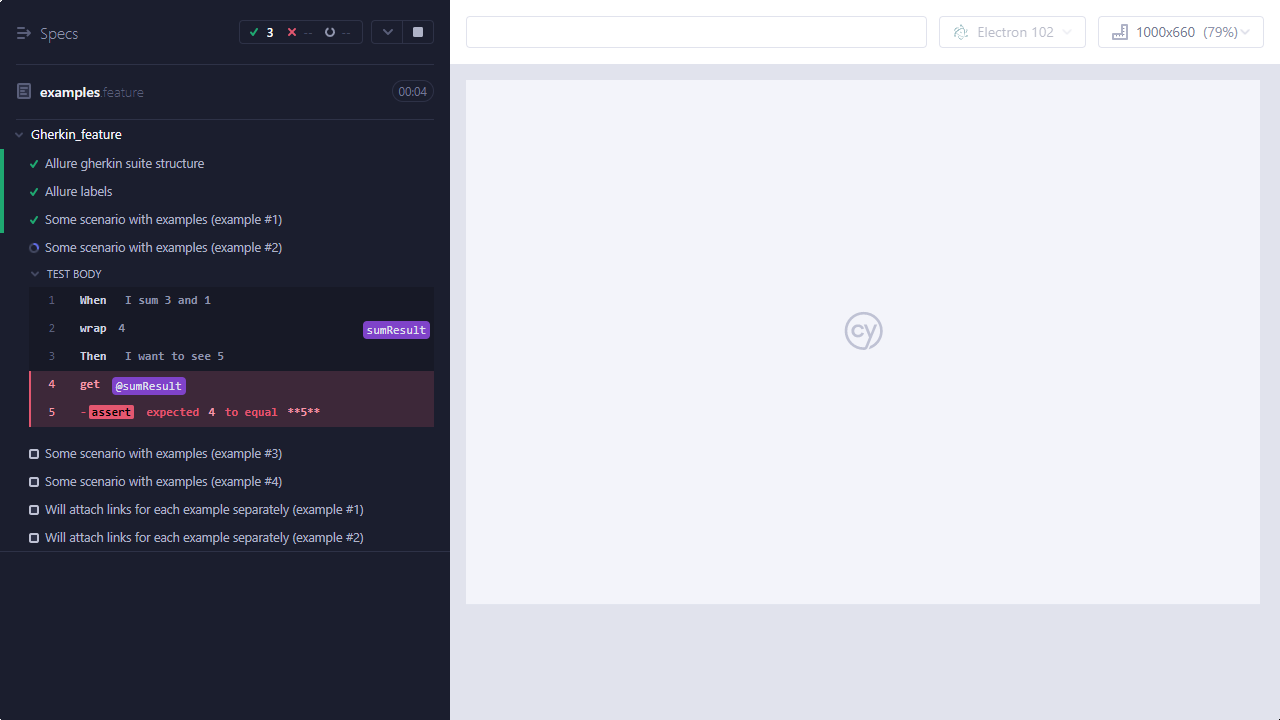 Specs
3 -- --
examples.feature
00:04
Gherkin_feature
Allure gherkin suite structure
Allure labels
Some scenario with examples (example #1)
Some scenario with examples (example #2)
TEST BODY
1 When I sum 3 and 1
2 wrap 4 sumResult
3 Then I want to see 5
4 get @sumResult
5 -assert expected 4 to equal **5**
Some scenario with examples (example #3)
Some scenario with examples (example #4)
Will attach links for each example separately (example #1)
Will attach links for each example separately (example #2)
Electron 102
1000x660 (79%)
cy